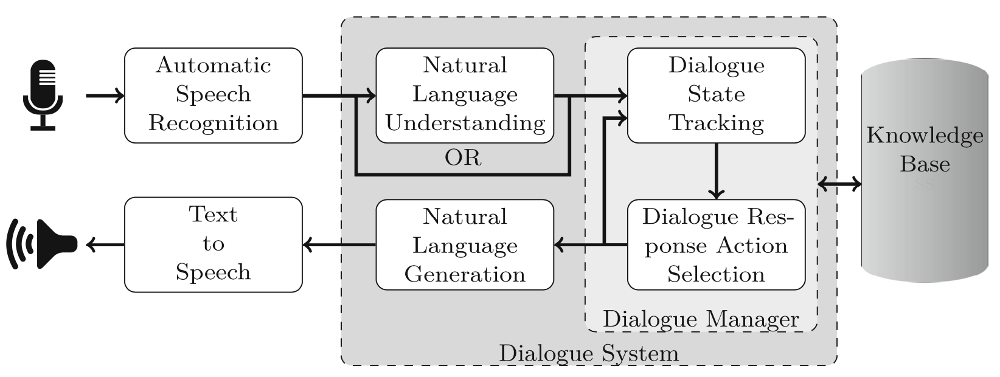 Automatic
Speech
Recognition
Natural
Language
Understanding
OR
Dialogue
State
Tracking
Knowledge
Base
ss
Text
to
Speech
Natural
Language
Generation
Dialogue Res-
ponse Action
Selection
Dialogue Manager
Dialogue System